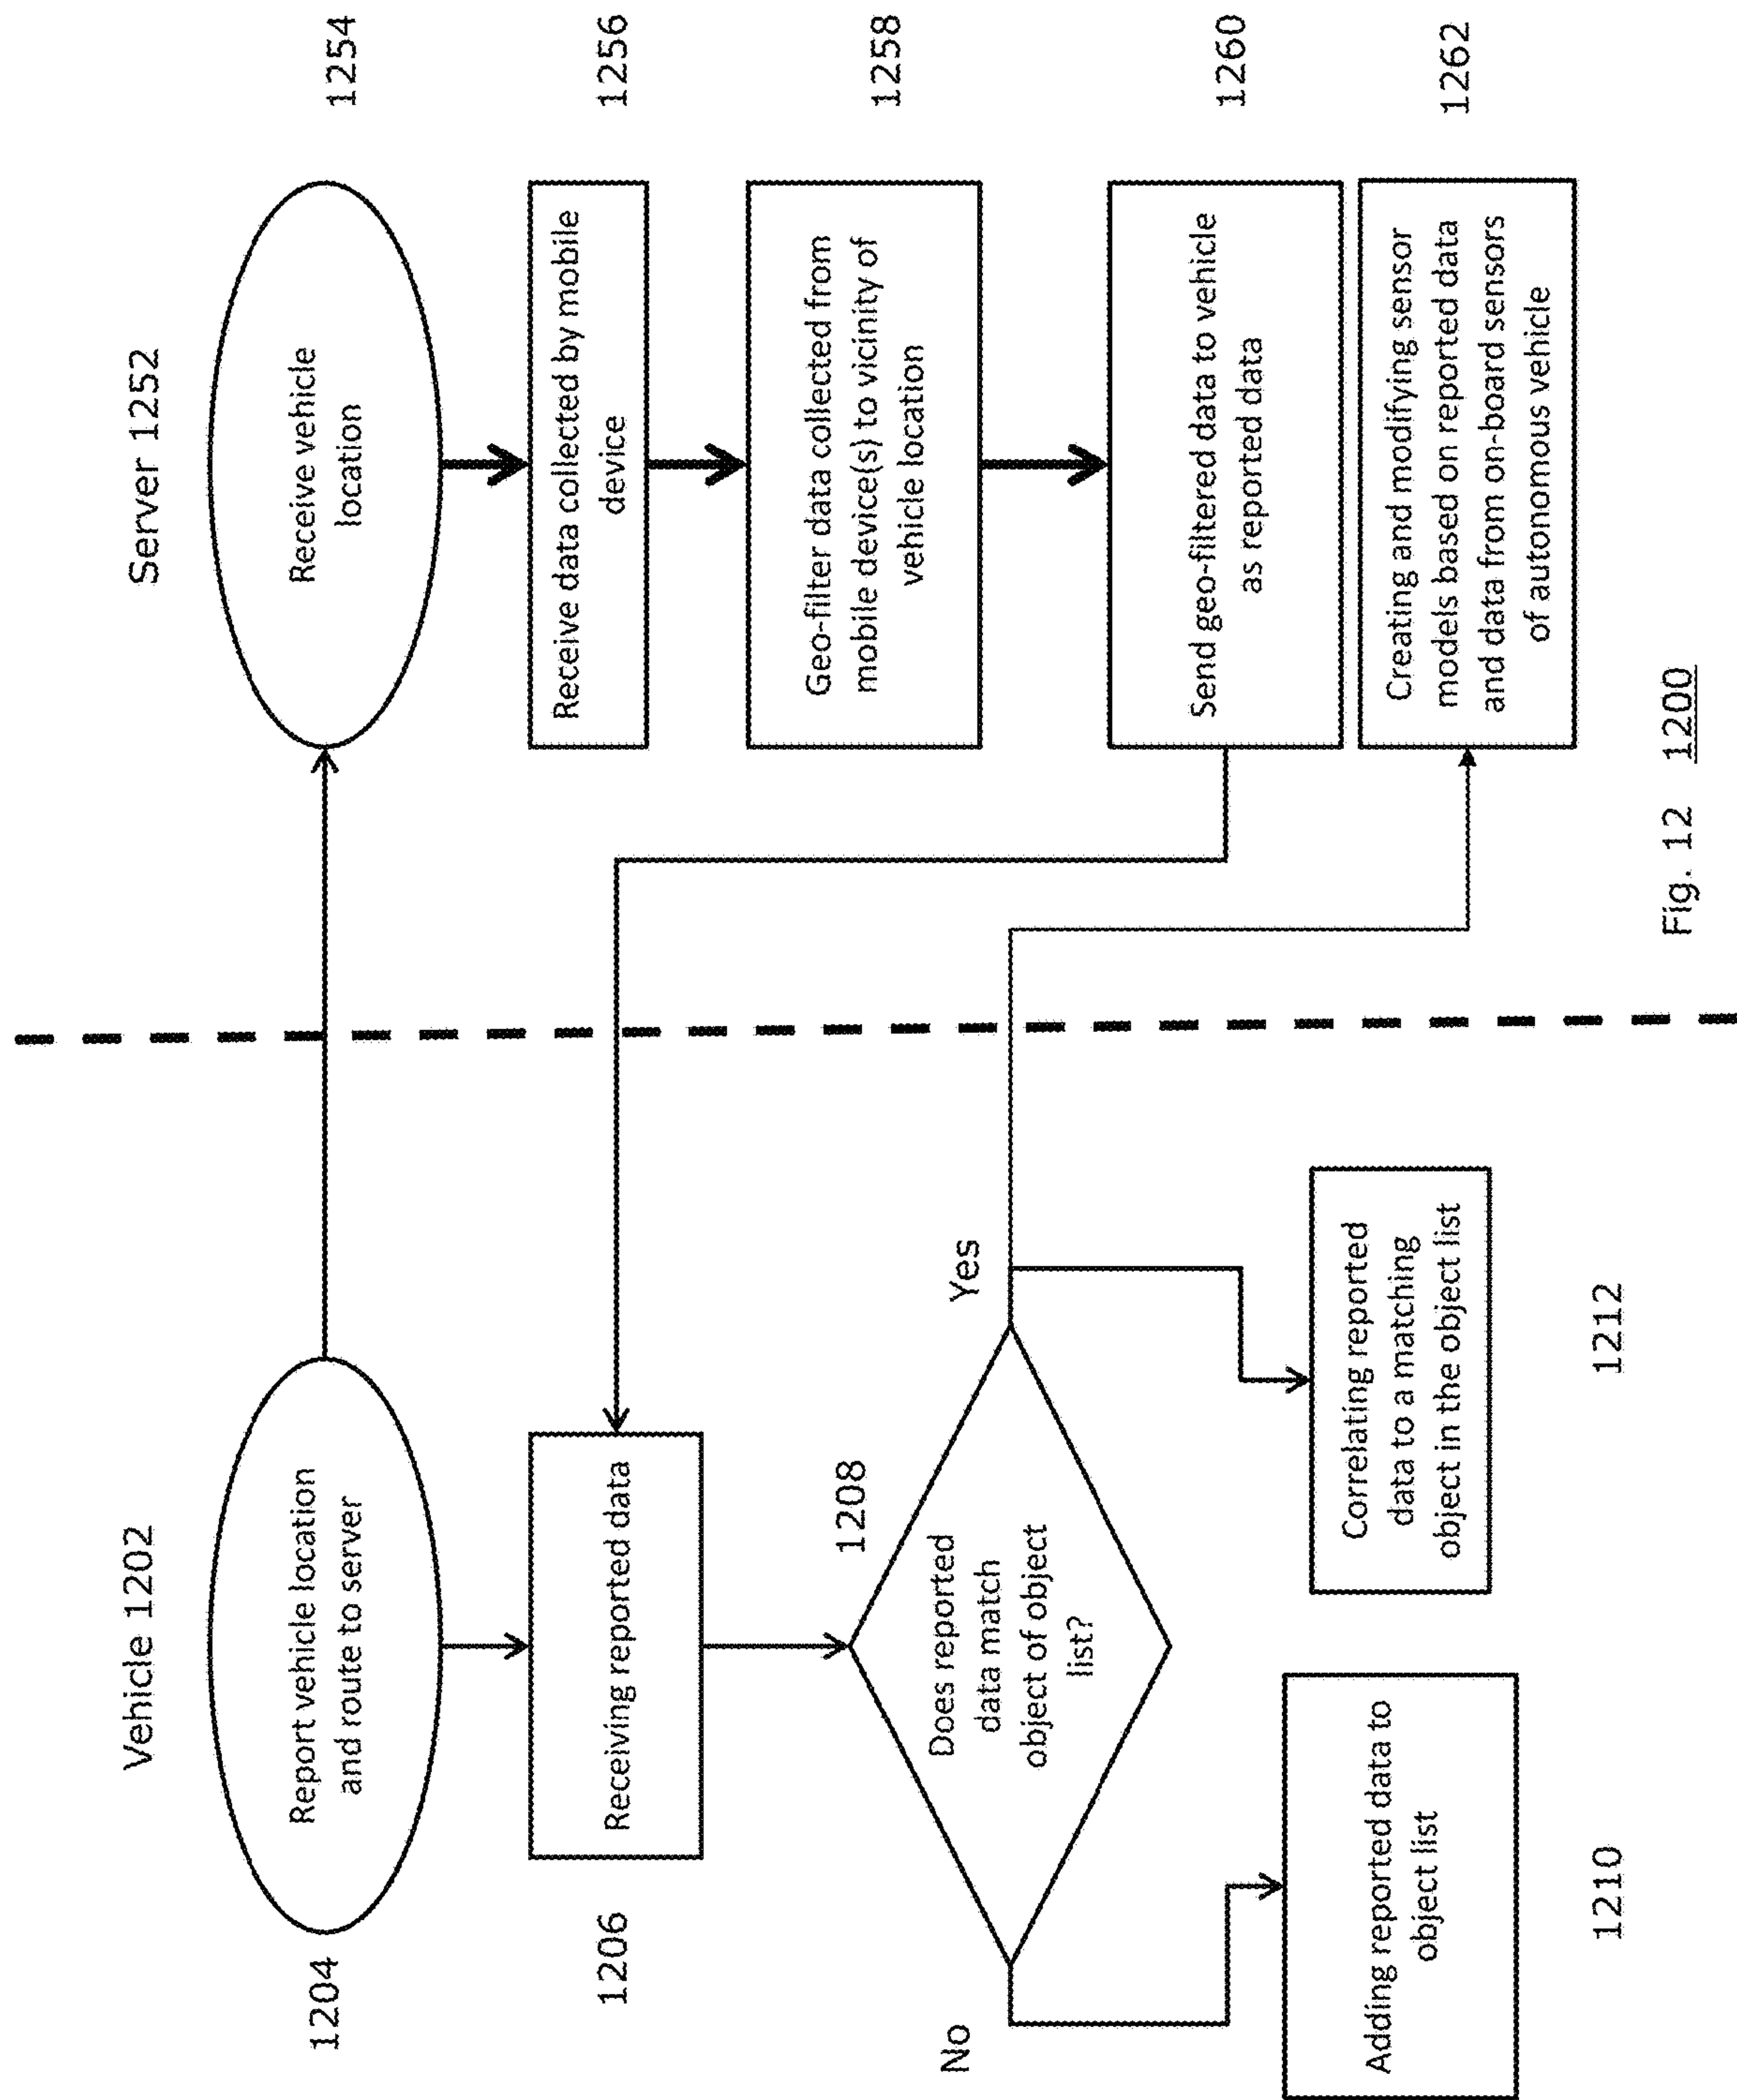 Vehicle 1202
Server 1252
1204
Report vehicle location
and route to server
Receive vehicle
location
1254
1206
Receiving reported data
Receive data collected by mobile
device
1256
Geo-filter data collected from
mobile device(s) to vicinity of
vehicle location
1258
1208
Does reported
data match
object of object
list?
No
Yes
Send geo-filtered data to vehicle
as reported data
1260
Adding reported data to
object list
1210
Correlating reported
data to a matching
object in the object list
1212
Creating and modifying sensor
models based on reported data
and data from on-board sensors
of autonomous vehicle
1262
Fig. 12 1200